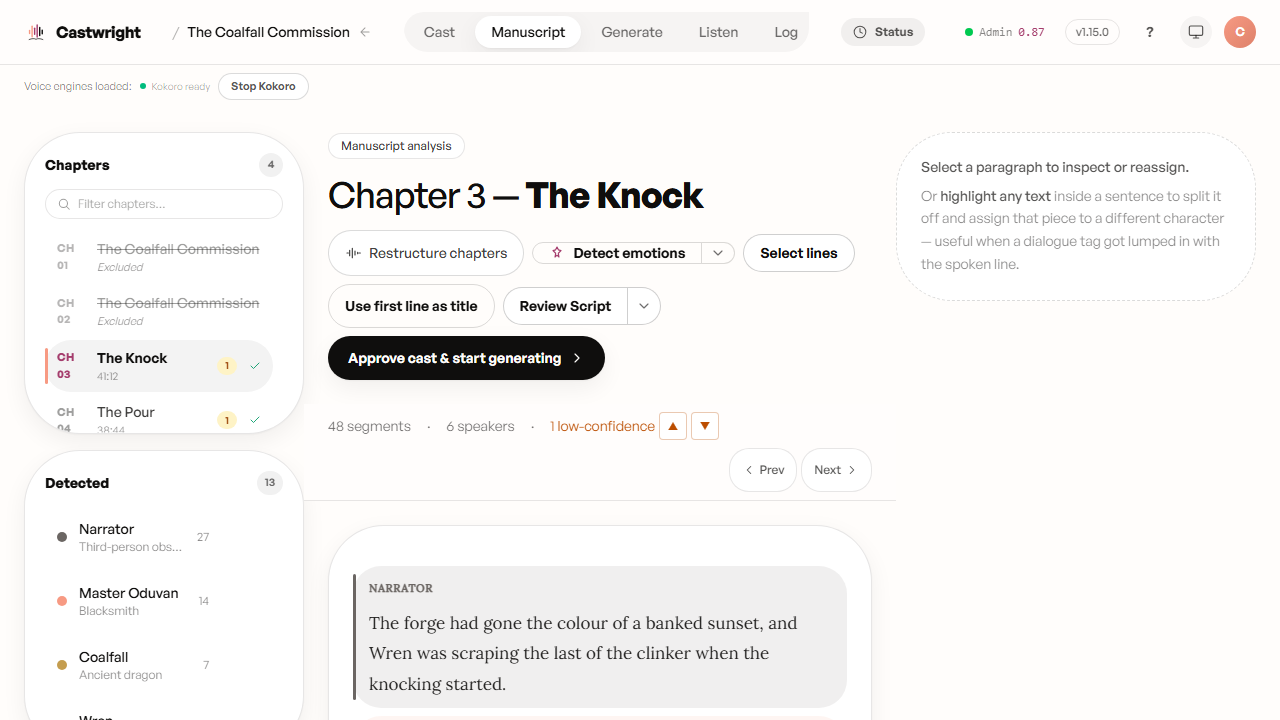 Castwright
/ The Coalfall Commission ←
Cast
Manuscript
Generate
Listen
Log
Status
Admin 0.87
v1.15.0
?
C
Voice engines loaded:
Kokoro ready
Stop Kokoro
Chapters
4
Filter chapters...
CH 01
The Coalfall Commission
Excluded
CH 02
The Coalfall Commission
Excluded
CH 03
The Knock
41:12
1
CH 04
The Pour
38:44
1
Detected
13
Narrator
Third-person obs...
27
Master Oduvan
Blacksmith
14
Coalfall
Ancient dragon
7
Wren
Manuscript analysis
Chapter 3 — The Knock
Restructure chapters
Detect emotions
Select lines
Use first line as title
Review Script
Approve cast & start generating
48 segments · 6 speakers · 1 low-confidence
Prev
Next
NARRATOR
The forge had gone the colour of a banked sunset, and
Wren was scraping the last of the clinker when the
knocking started.
Select a paragraph to inspect or reassign.
Or highlight any text inside a sentence to split it
off and assign that piece to a different character
— useful when a dialogue tag got lumped in with
the spoken line.